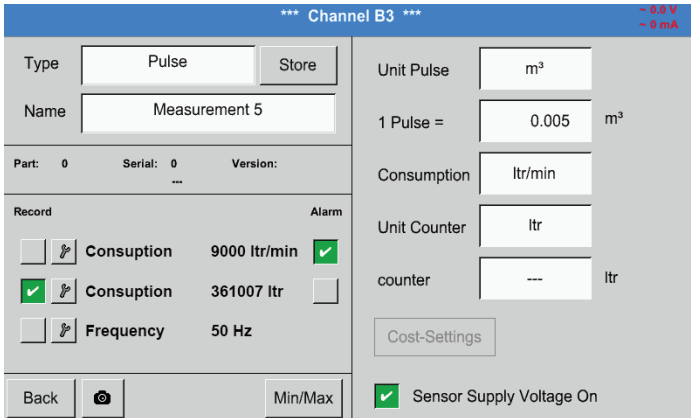 *** Channel B3 ***
~ 0.0 V
~ 0 mA
Type Pulse Store
Name Measurement 5
Part: 0 Serial: 0 Version:
---
Record Alarm
Consuption 9000 ltr/min
Consuption 361007 ltr
Frequency 50 Hz
Back Min/Max
Unit Pulse m³
1 Pulse = 0.005 m³
Consumption ltr/min
Unit Counter ltr
counter --- ltr
Cost-Settings
Sensor Supply Voltage On